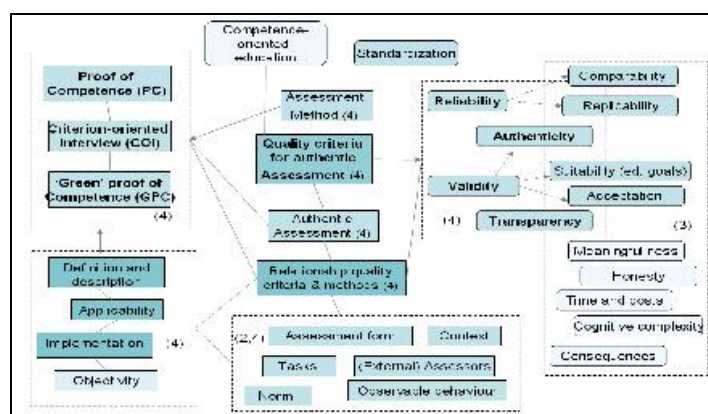 Competence-
oriented
education
Standardization
Proof of
Competence (PC)
Criterion-oriented
Interview (COI)
'Green' proof of
Competence (GPC)
(4)
Assessment
Method (4)
Quality criteria
for authentic
Assessment (4)
Authentic
Assessment (4)
Relationship quality
criteria & methods (4)
Reliability
Comparability
Replicability
Authenticity
Validity
Suitability (ed. goals)
Acceptation
(4)
Transparency
(3)
Meaningfulness
Honesty
Time and costs
Cognitive complexity
Consequences
Definition and
description
Applicability
Implementation
(4)
Objectivity
(2,4)
Assessment form
Context
Tasks
(External) Assessors
Norm
Observable behaviour